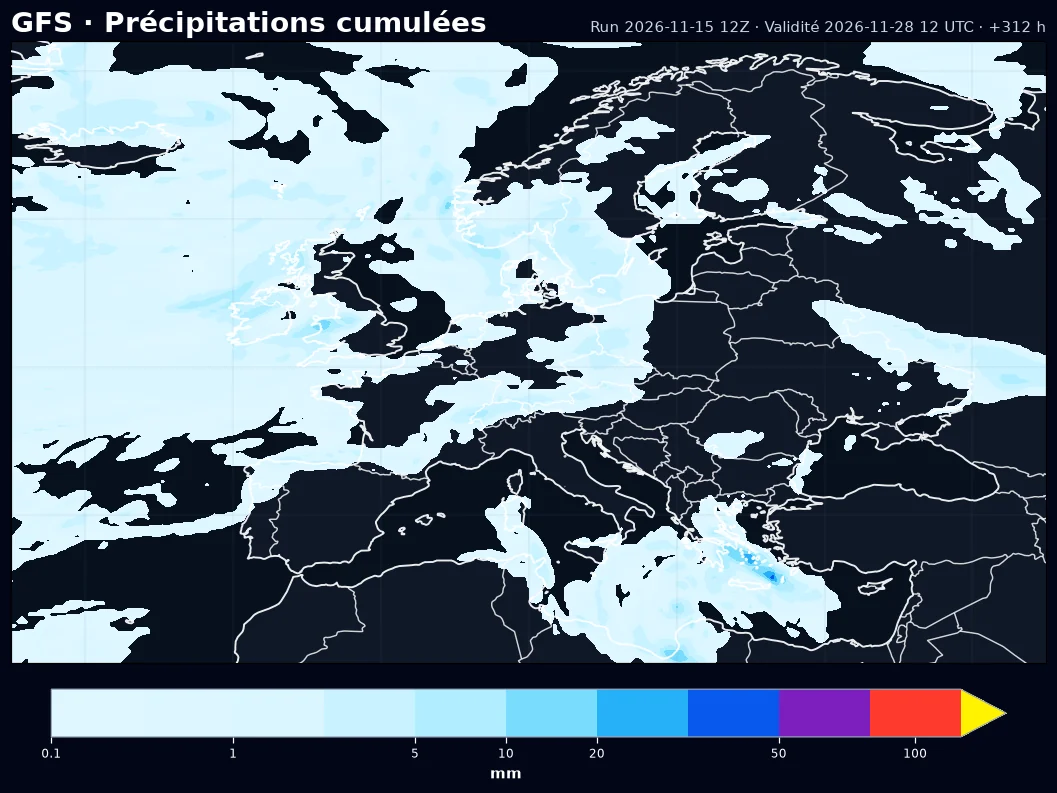 GFS · Précipitations cumulées
Run 2026-11-15 12Z · Validité 2026-11-28 12 UTC · +312 h
0.1 1 5 10 20 50 100
mm